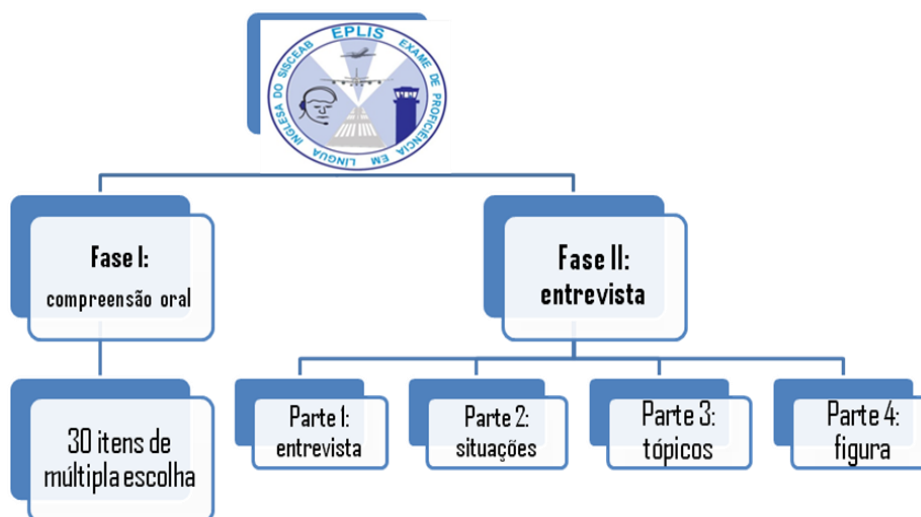 EPLIS
EXAME DE PROFICIÊNCIA EM LÍNGUA INGLESA DO SISCEAB
Fase I:
compreensão oral
Fase II:
entrevista
30 itens de
múltipla escolha
Parte 1:
entrevista
Parte 2:
situações
Parte 3:
tópicos
Parte 4:
figura